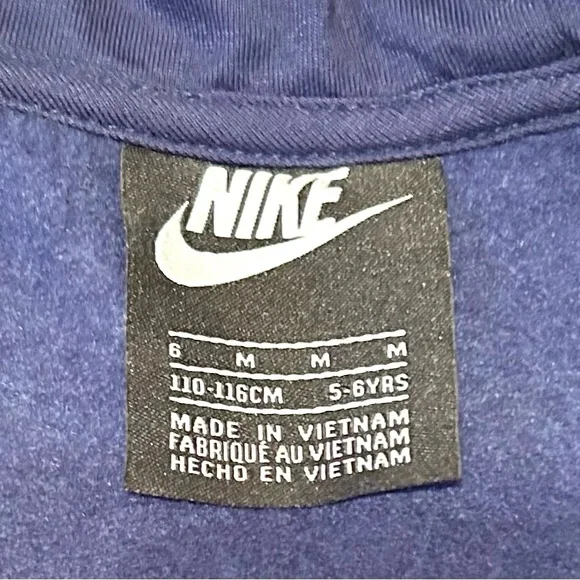 NIKE
6 M M M
110-116CM 5-6YRS
MADE IN VIETNAM
FABRIQUÉ AU VIETNAM
HECHO EN VIETNAM